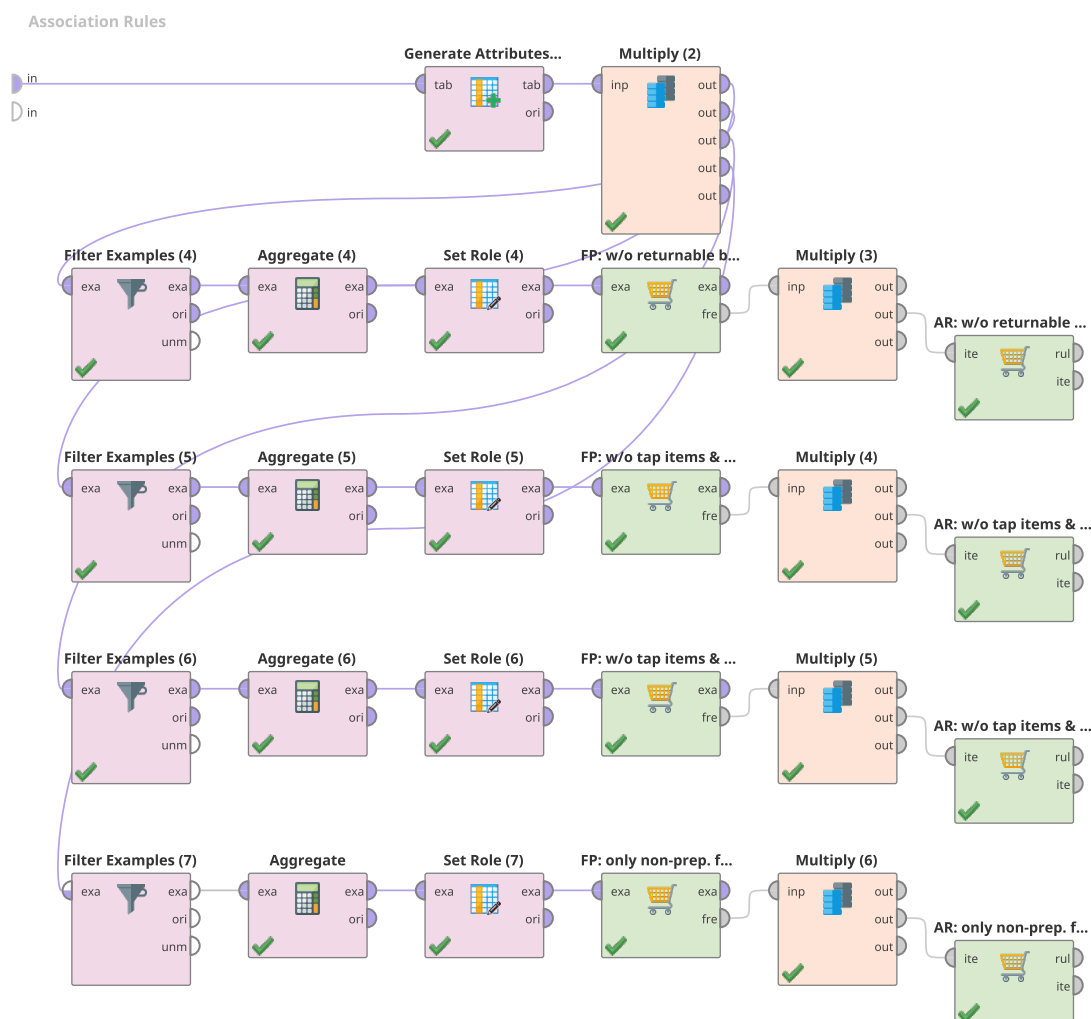 Association Rules
in
in
Generate Attributes...
tab tab
ori
Multiply (2)
inp out
out
out
out
out
Filter Examples (4)
exa exa
ori
unm
Aggregate (4)
exa exa
ori
Set Role (4)
exa exa
ori
FP: w/o returnable b...
exa exa
fre
Multiply (3)
inp out
out
out
AR: w/o returnable ...
ite rul
ite
Filter Examples (5)
exa exa
ori
unm
Aggregate (5)
exa exa
ori
Set Role (5)
exa exa
ori
FP: w/o tap items & ...
exa exa
fre
Multiply (4)
inp out
out
out
AR: w/o tap items & ...
ite rul
ite
Filter Examples (6)
exa exa
ori
unm
Aggregate (6)
exa exa
ori
Set Role (6)
exa exa
ori
FP: w/o tap items & ...
exa exa
fre
Multiply (5)
inp out
out
out
AR: w/o tap items & ...
ite rul
ite
Filter Examples (7)
exa exa
ori
unm
Aggregate
exa exa
ori
Set Role (7)
exa exa
ori
FP: only non-prep. f...
exa exa
fre
Multiply (6)
inp out
out
out
AR: only non-prep. f...
ite rul
ite